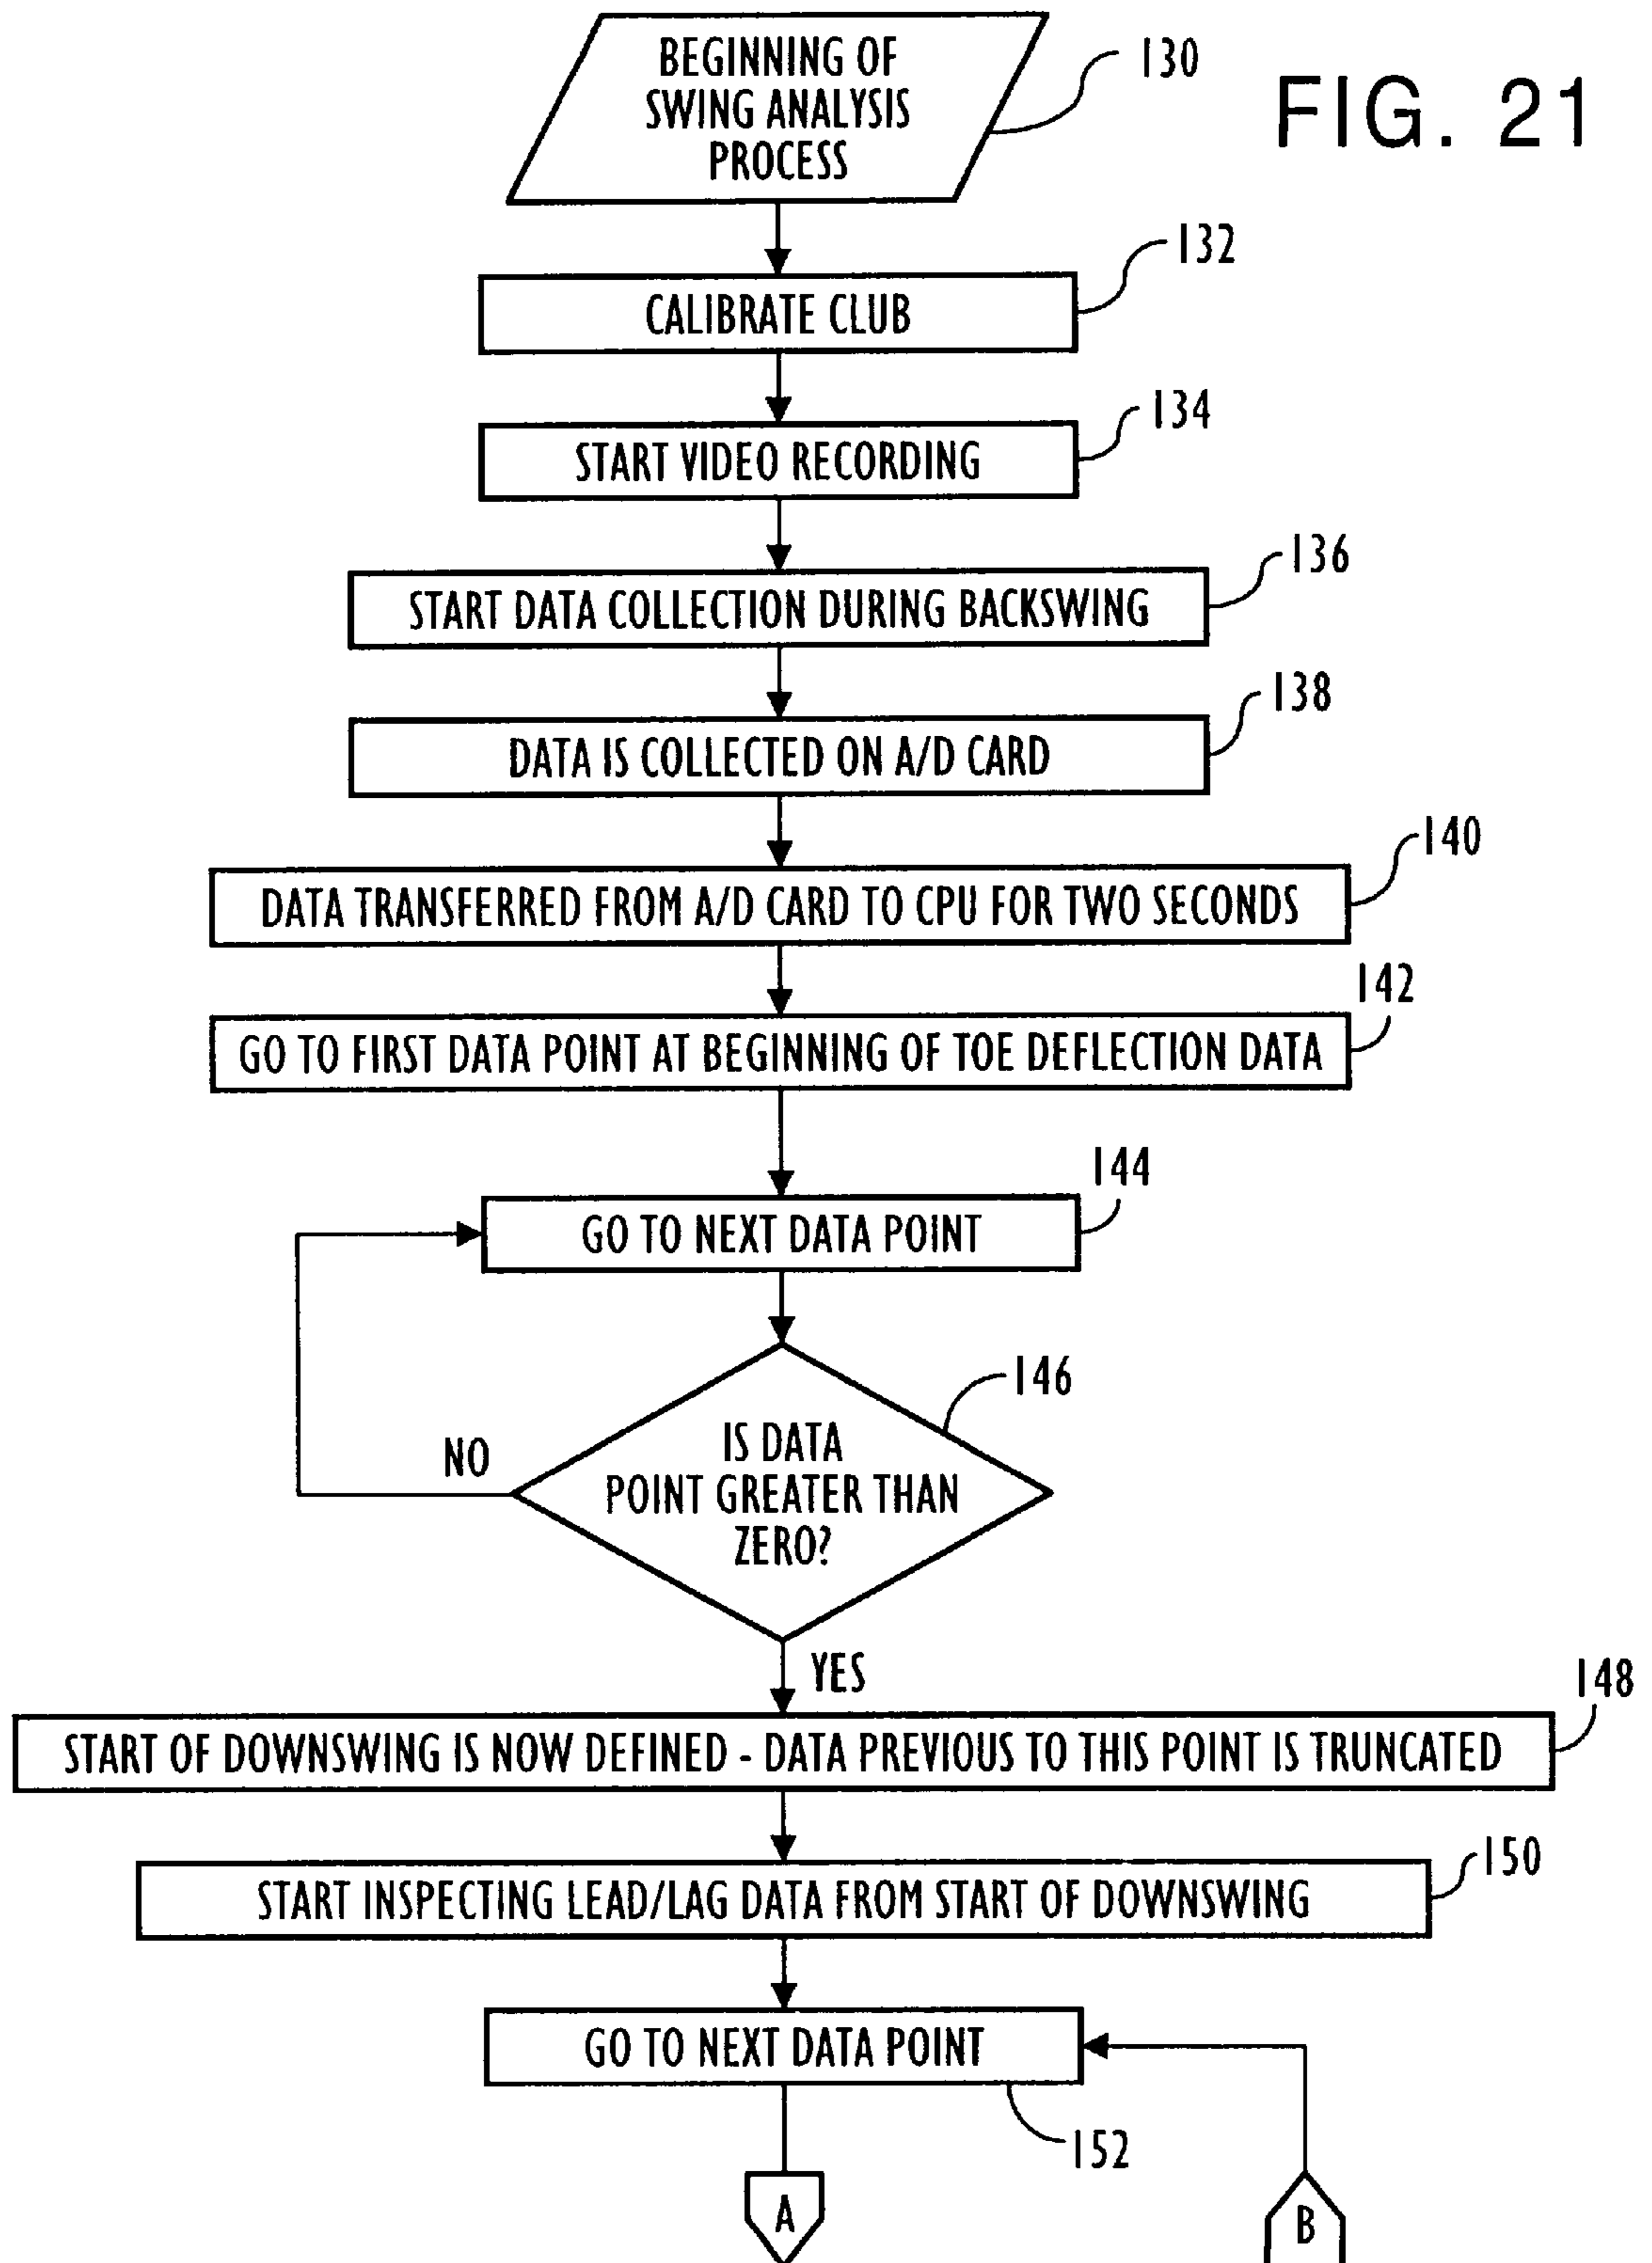 BEGINNING OF
SWING ANALYSIS
PROCESS
130
FIG. 21
132
CALIBRATE CLUB
134
START VIDEO RECORDING
136
START DATA COLLECTION DURING BACKSWING
138
DATA IS COLLECTED ON A/D CARD
140
DATA TRANSFERRED FROM A/D CARD TO CPU FOR TWO SECONDS
142
GO TO FIRST DATA POINT AT BEGINNING OF TOE DEFLECTION DATA
144
GO TO NEXT DATA POINT
146
IS DATA
POINT GREATER THAN
ZERO?
NO
YES
148
START OF DOWNSWING IS NOW DEFINED - DATA PREVIOUS TO THIS POINT IS TRUNCATED
150
START INSPECTING LEAD/LAG DATA FROM START OF DOWNSWING
GO TO NEXT DATA POINT
152
A
B